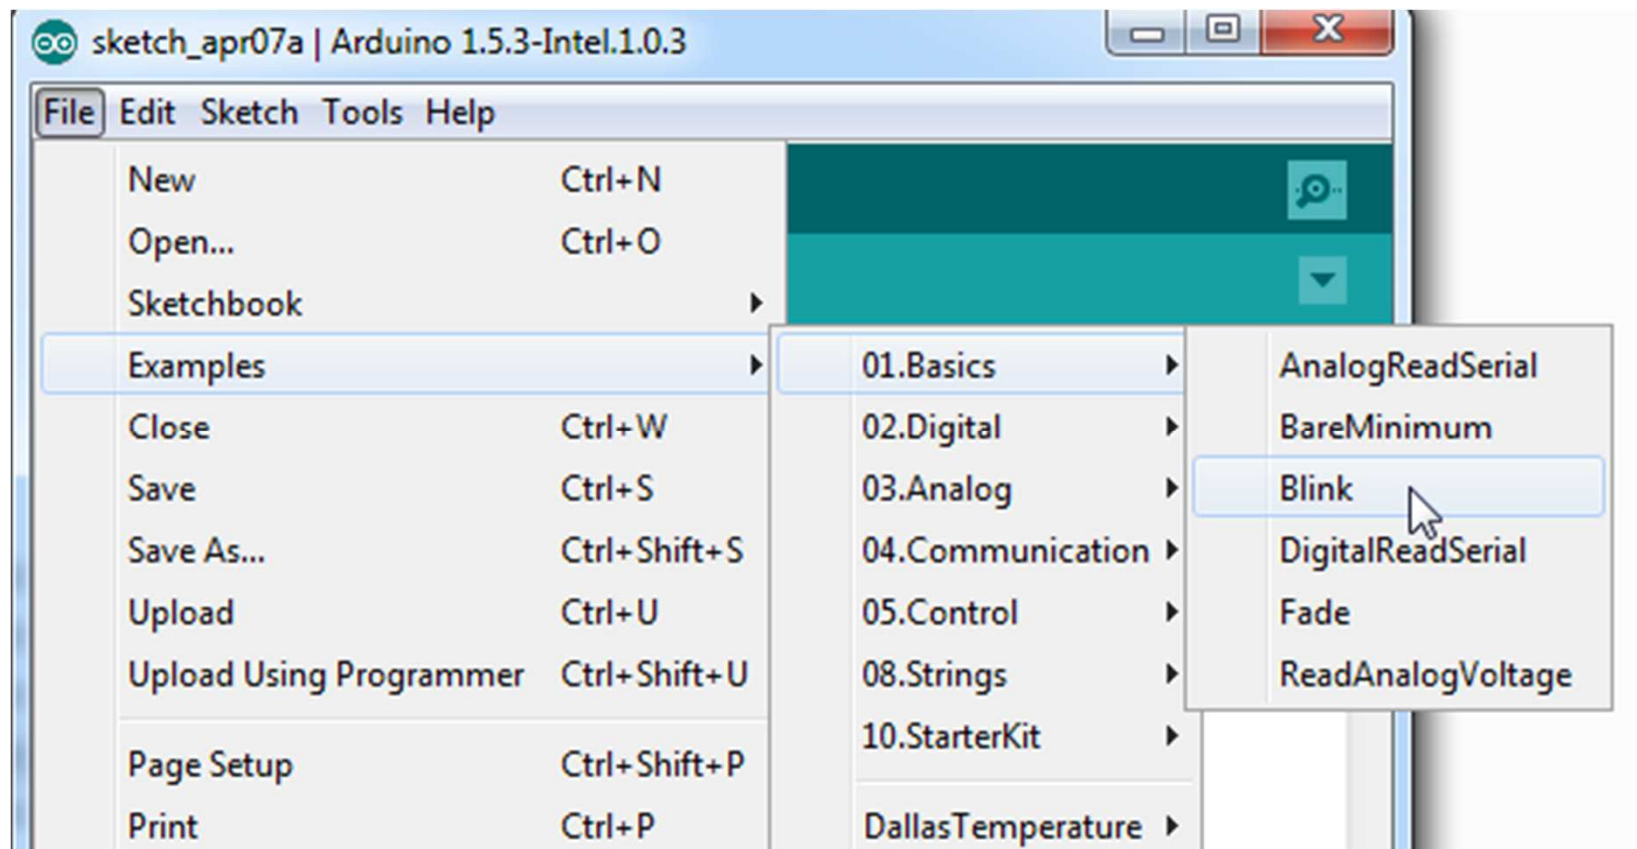 sketch_apr07a | Arduino 1.5.3-Intel.1.0.3
File Edit Sketch Tools Help
New Ctrl+N
Open... Ctrl+O
Sketchbook
Examples
Close Ctrl+W
Save Ctrl+S
Save As... Ctrl+Shift+S
Upload Ctrl+U
Upload Using Programmer Ctrl+Shift+U
Page Setup Ctrl+Shift+P
Print Ctrl+P
01.Basics
02.Digital
03.Analog
04.Communication
05.Control
08.Strings
10.StarterKit
DallasTemperature
AnalogReadSerial
BareMinimum
Blink
DigitalReadSerial
Fade
ReadAnalogVoltage